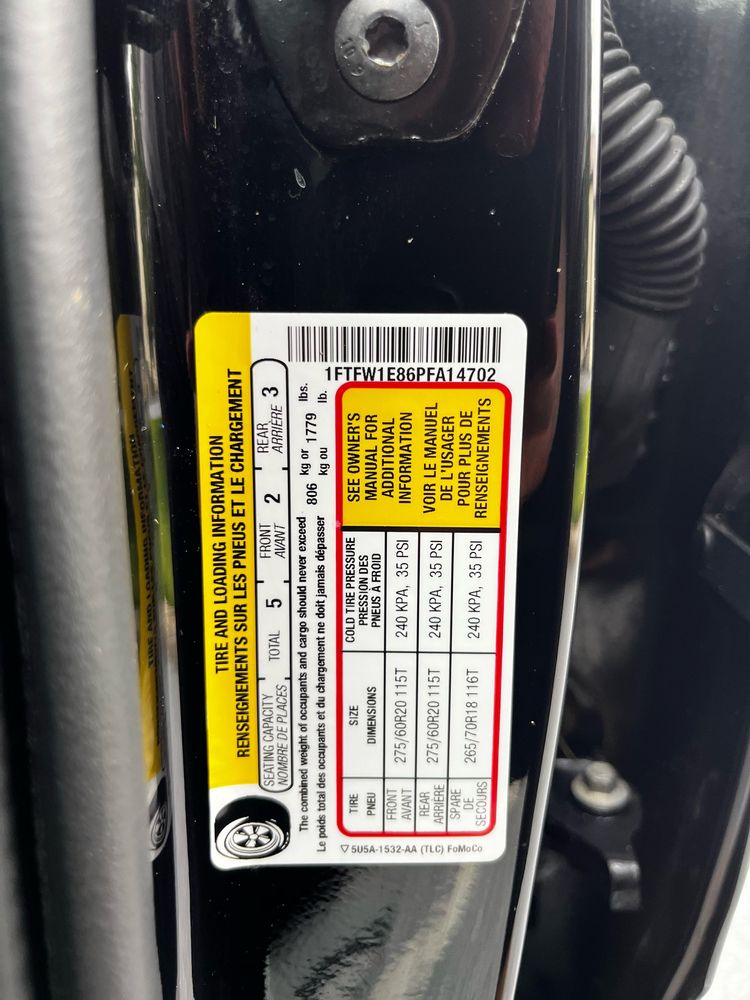 1FTFW1E86PFA14702
TIRE AND LOADING INFORMATION
RENSEIGNEMENTS SUR LES PNEUS ET LE CHARGEMENT
SEATING CAPACITY TOTAL 5 FRONT 2 REAR 3
NOMBRE DE PLACES AVANT ARRIÈRE
The combined weight of occupants and cargo should never exceed 806 kg or 1779 lbs.
Le poids total des occupants et du chargement ne doit jamais dépasser kg ou lb.
TIRE SIZE COLD TIRE PRESSURE
PNEU DIMENSIONS PRESSION DES
PNEUS À FROID
FRONT 275/60R20 115T 240 KPA, 35 PSI
AVANT
REAR 275/60R20 115T 240 KPA, 35 PSI
ARRIÈRE
SPARE 265/70R18 116T 240 KPA, 35 PSI
DE
SECOURS
SEE OWNER'S
MANUAL FOR
ADDITIONAL
INFORMATION
VOIR LE MANUEL
DE L'USAGER
POUR PLUS DE
RENSEIGNEMENTS
5U5A-1532-AA (TLC) FoMoCo